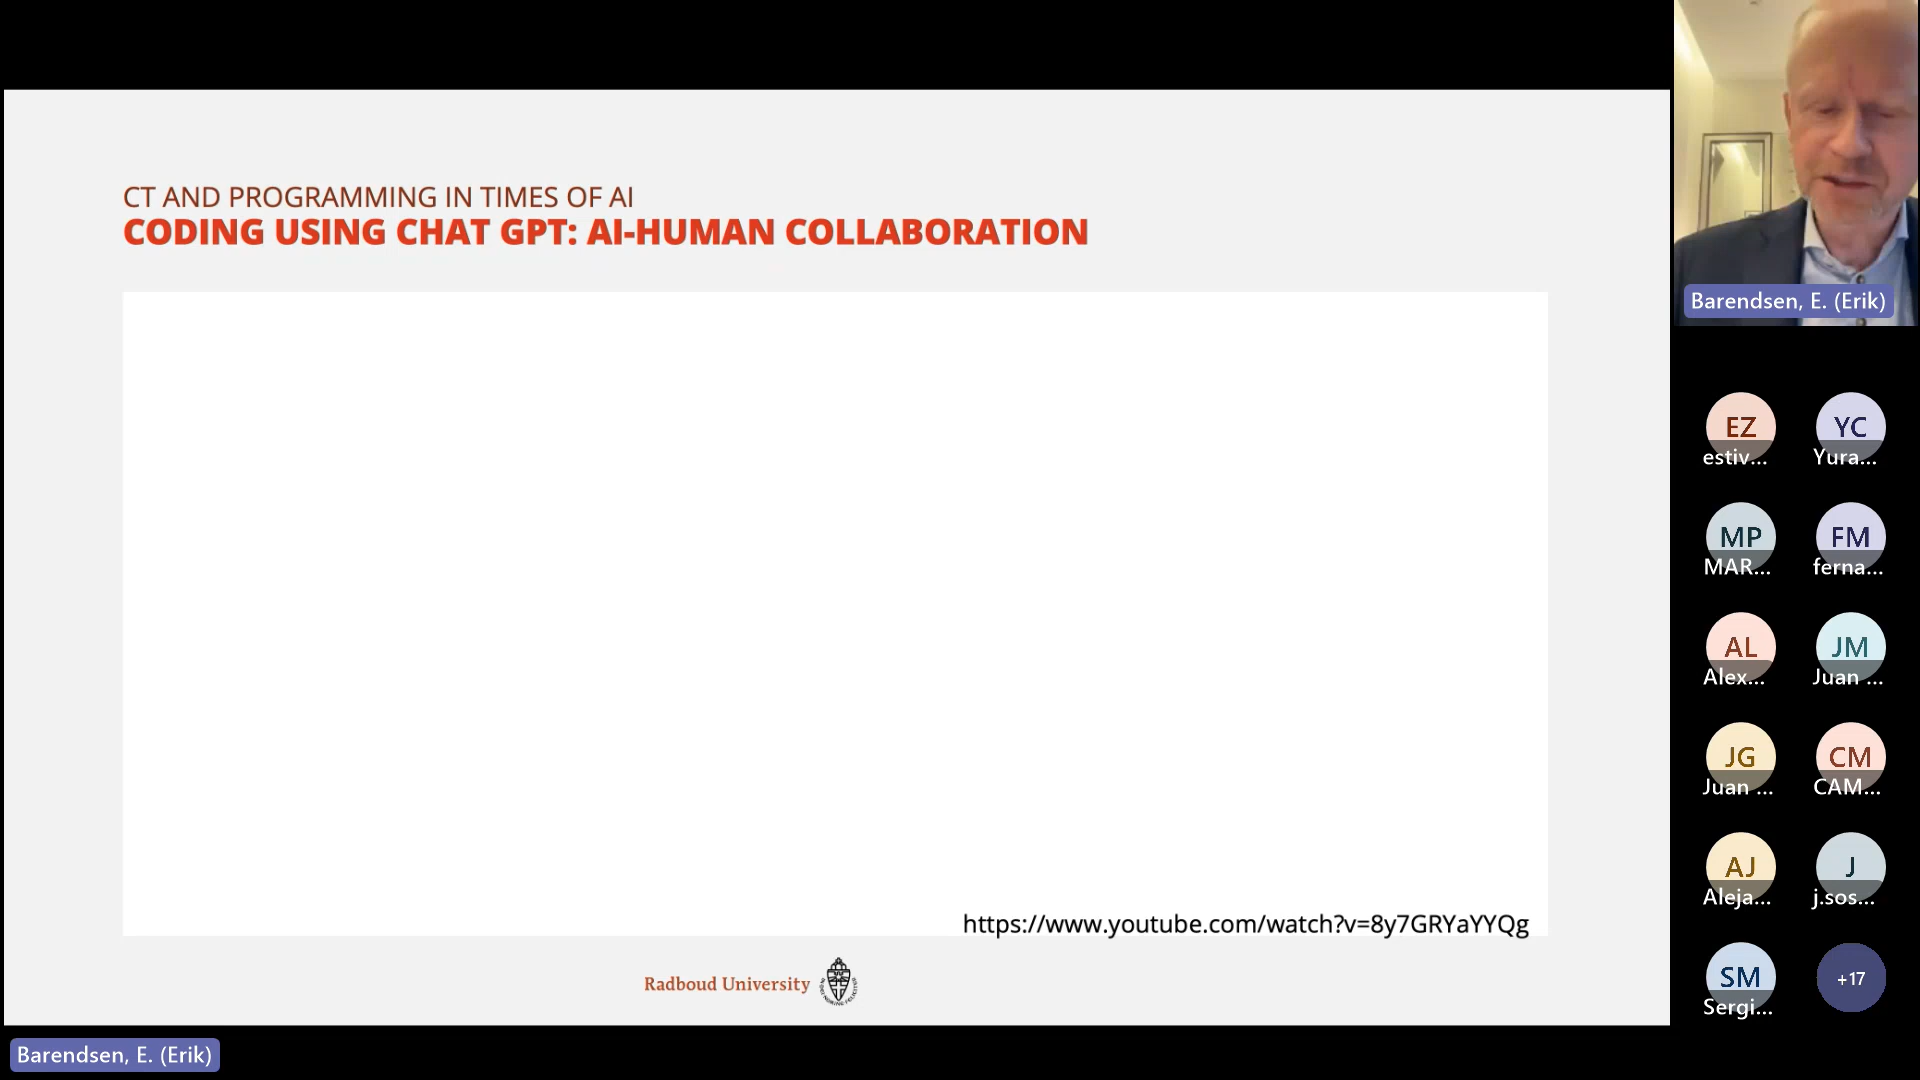 CT AND PROGRAMMING IN TIMES OF AI
CODING USING CHAT GPT: AI-HUMAN COLLABORATION
https://www.youtube.com/watch?v=8y7GRYaYYQg
Radboud University
Barendsen, E. (Erik)
Barendsen, E. (Erik)
EZ
estiv...
YC
Yura...
MP
MAR...
FM
ferna...
AL
Alex...
JM
Juan ...
JG
Juan ...
CM
CAM...
AJ
Aleja...
J
j.sos...
SM
Sergi...
+17